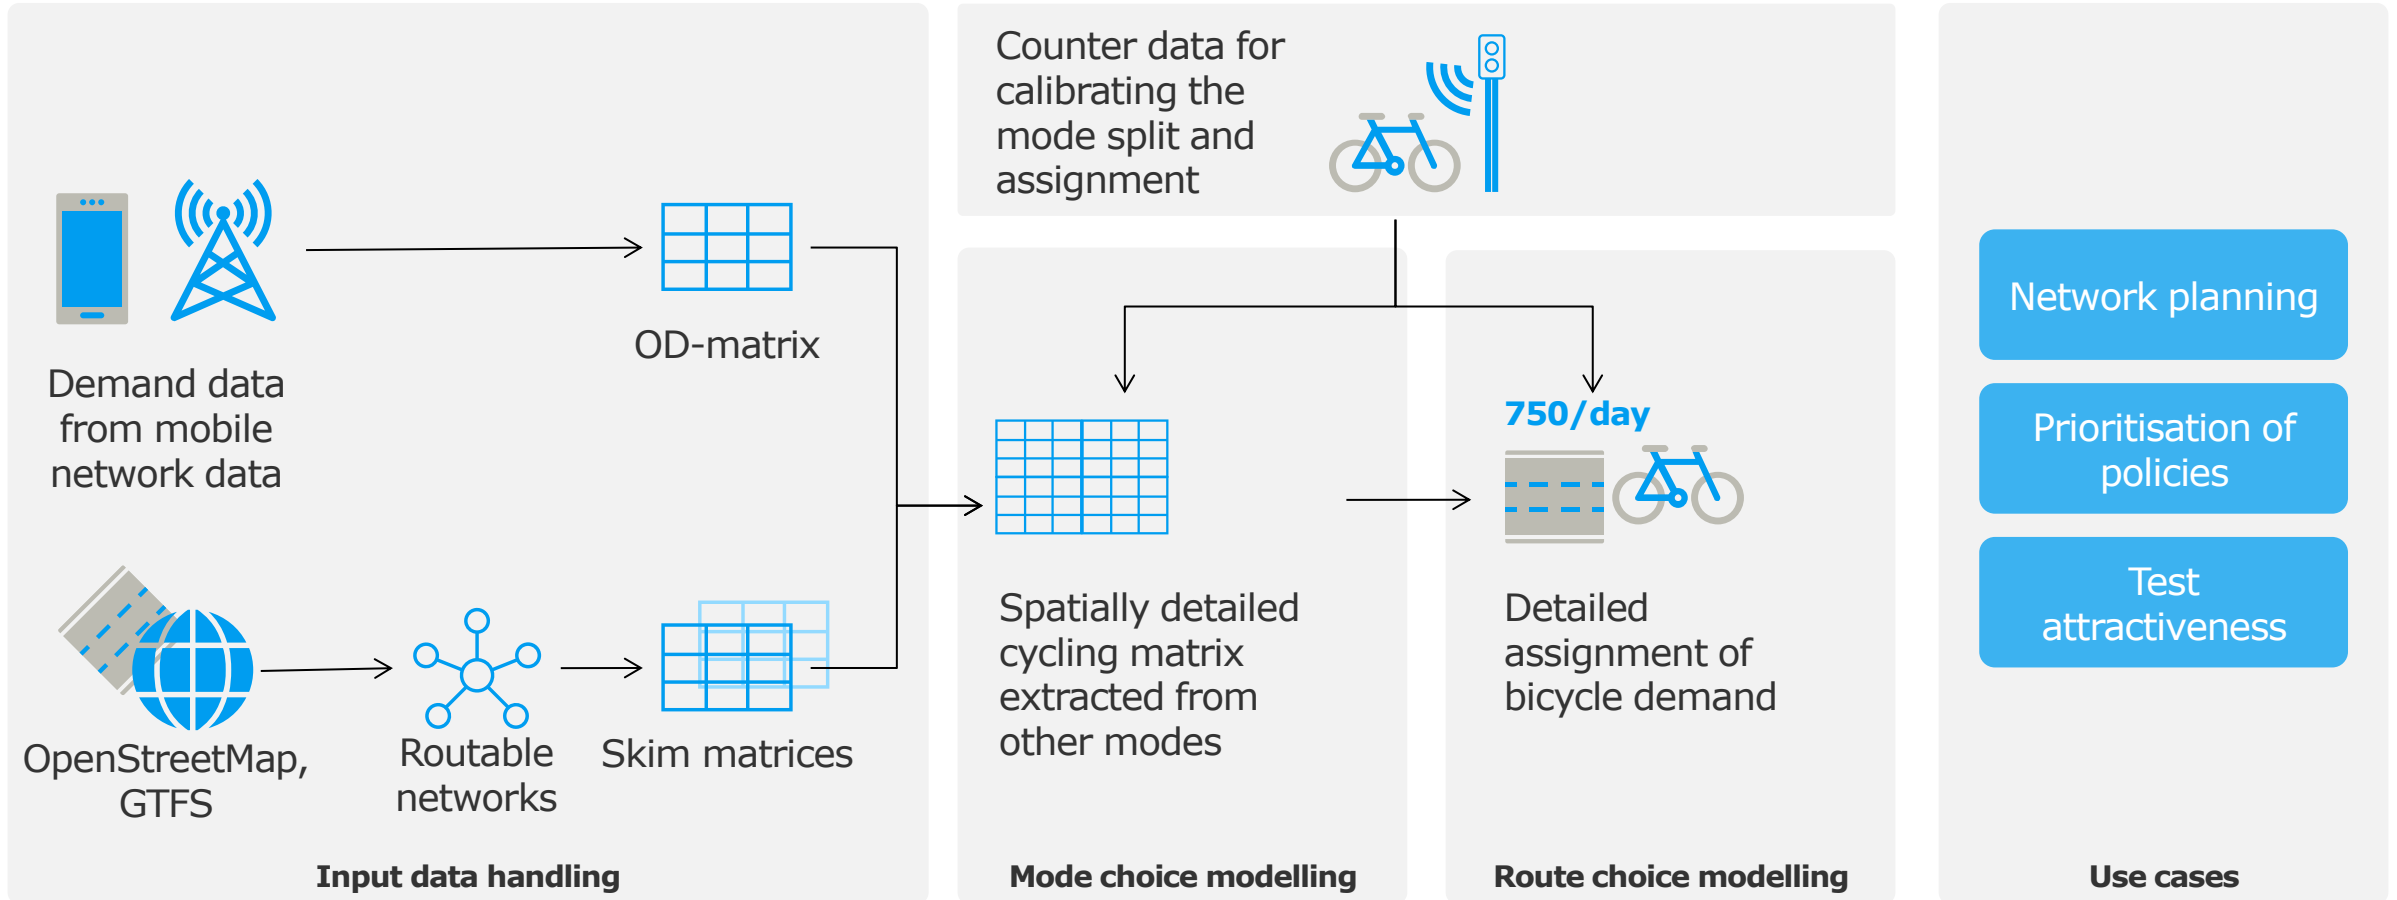 Demand data
from mobile
network data
OD-matrix
OpenStreetMap,
GTFS
Routable
networks
Skim matrices
Input data handling
Counter data for
calibrating the
mode split and
assignment
Spatially detailed
cycling matrix
extracted from
other modes
Mode choice modelling
750/day
Detailed
assignment of
bicycle demand
Route choice modelling
Network planning
Prioritisation of
policies
Test
attractiveness
Use cases